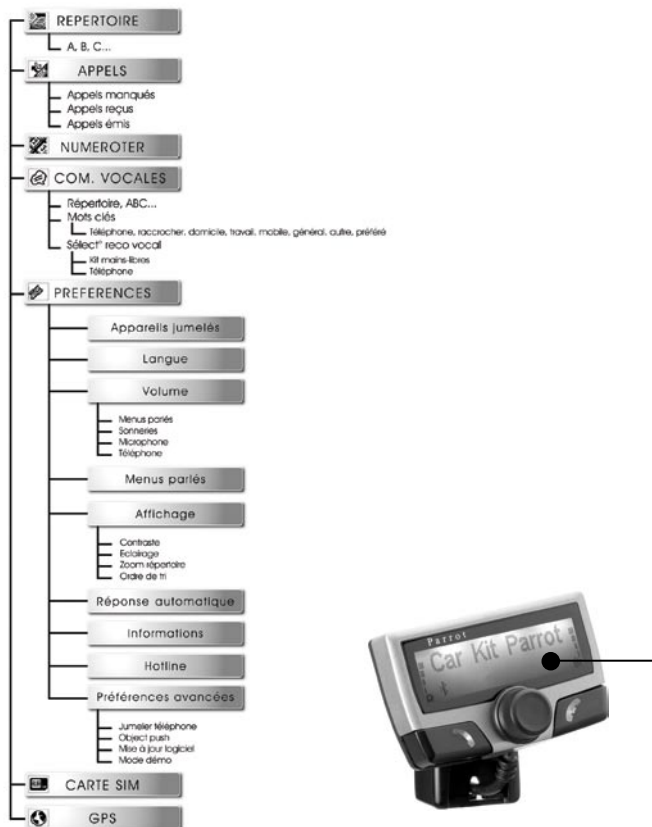 REPERTOIRE
A, B, C...
APPELS
Appels manqués
Appels reçus
Appels émis
NUMEROTER
COM. VOCALES
Répertoire, ABC...
Mots clés
Téléphone, raccrocher, domicile, travail, mobile, général, autre, préféré
Sélect° reco vocal
Kit mains-libres
Téléphone
PREFERENCES
Appareils jumelés
Langue
Volume
Menus parlés
Sonneries
Microphone
Téléphone
Menus parlés
Affichage
Contraste
Eclairage
Zoom répertoire
Ordre de tri
Réponse automatique
Informations
Hotline
Préférences avancées
Jumeler téléphone
Object push
Mise à jour logiciel
Mode démo
CARTE SIM
GPS
Parrot
Car Kit Parrot